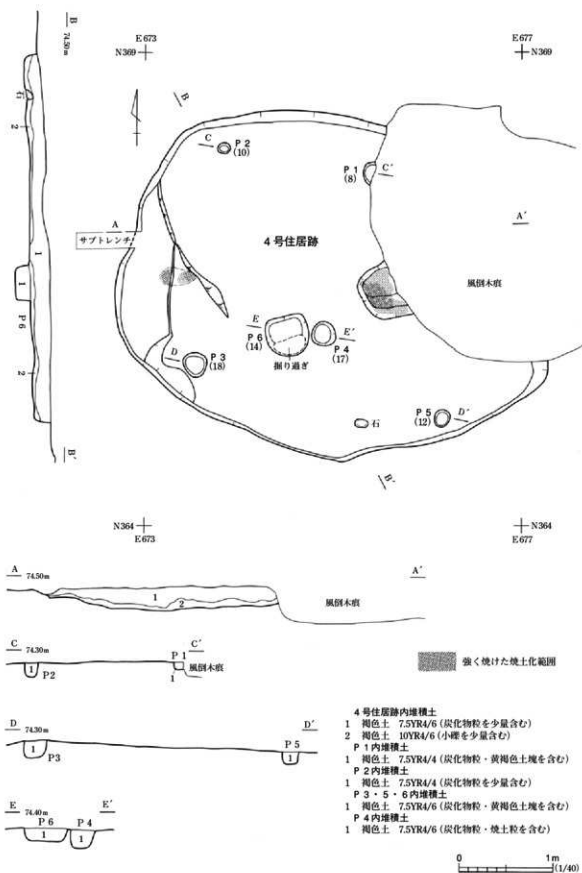 B
74.50m
石
2
1
1
P6
2
B′
E673
N369
E677
N369
B
C
P2
(10)
P1
(8)
C′
A
サブトレンチ
A′
4号住居跡
風倒木痕
E
P6
(14)
E′
P4
(17)
掘り過ぎ
D
P3
(18)
石
P5
(12)
D′
B′
N364
E673
N364
E677
A
74.50m
A′
1
2
風倒木痕
C
74.30m
C′
P1
1
P2
1
風倒木痕
強く焼けた焼土化範囲
D
74.30m
D′
1
P3
P5
1
E
74.40m
E′
P6
P4
1
1
4号住居跡内堆積土
1 褐色土 7.5YR4/6(炭化物粒を少量含む)
2 褐色土 10YR4/6(小礫を少量含む)
P1内堆積土
1 褐色土 7.5YR4/4(炭化物粒・黄褐色土塊を含む)
P2内堆積土
1 褐色土 7.5YR4/4(炭化物粒を少量含む)
P3・5・6内堆積土
1 褐色土 7.5YR4/6(炭化物粒・黄褐色土塊を含む)
P4内堆積土
1 褐色土 7.5YR4/6(炭化物粒・焼土粒を含む)
0
1m
(1/40)